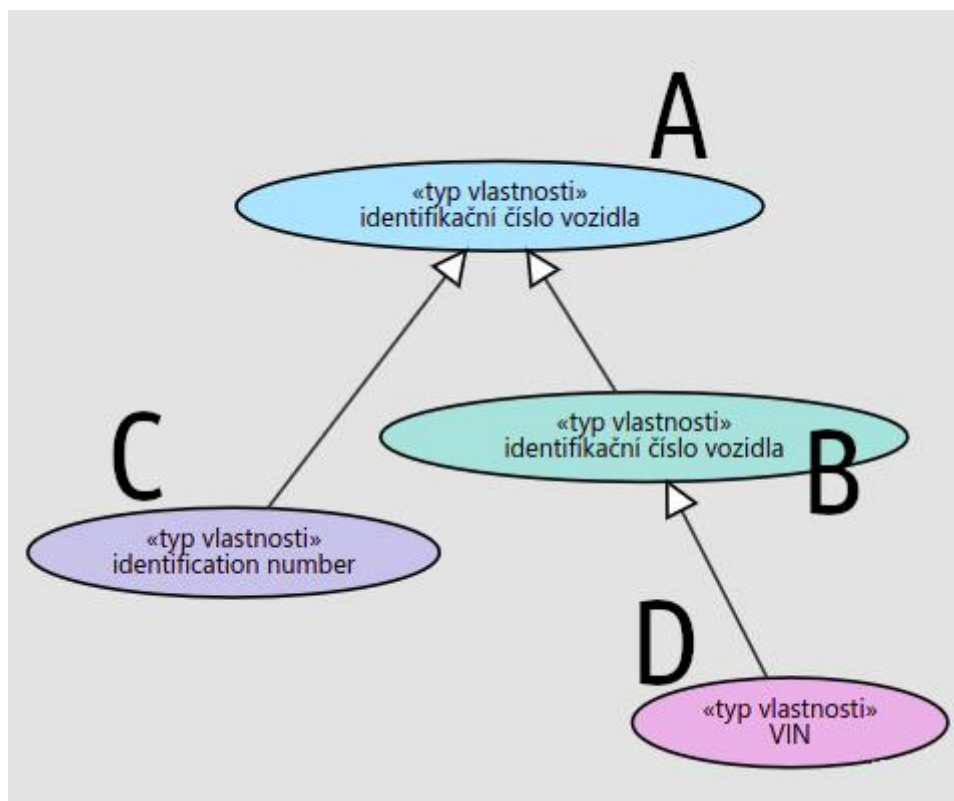 A
«typ vlastnosti»
identifikační číslo vozidla
C
«typ vlastnosti»
identifikační číslo vozidla
B
«typ vlastnosti»
identification number
D
«typ vlastnosti»
VIN